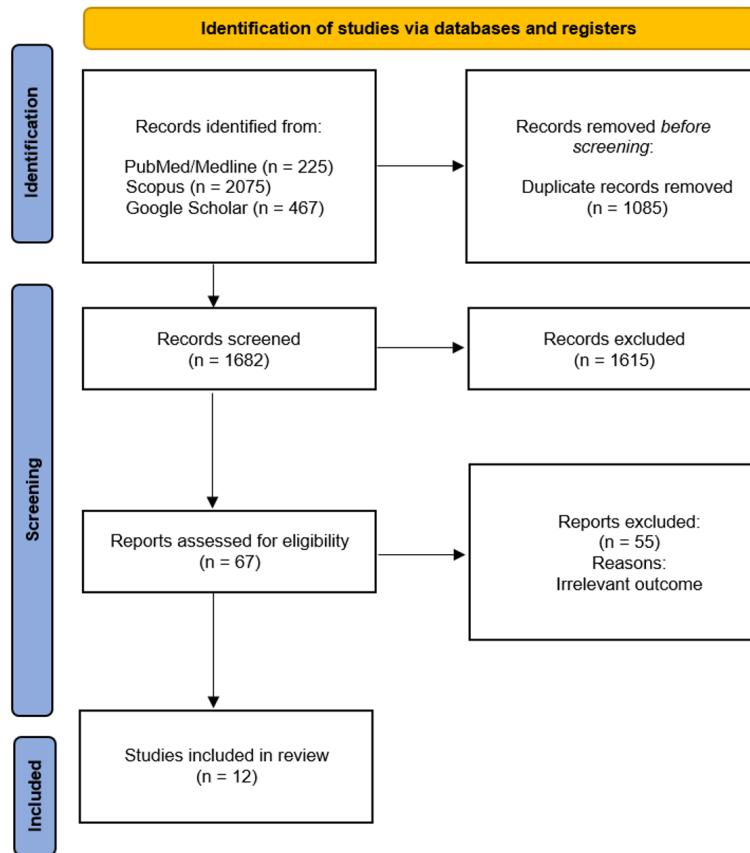 Identification of studies via databases and registers
Identification
Records identified from:
PubMed/Medline (n = 225)
Scopus (n = 2075)
Google Scholar (n = 467)
Records removed before
screening:
Duplicate records removed
(n = 1085)
Screening
Records screened
(n = 1682)
Records excluded
(n = 1615)
Reports assessed for eligibility
(n = 67)
Reports excluded:
(n = 55)
Reasons:
Irrelevant outcome
Included
Studies included in review
(n = 12)